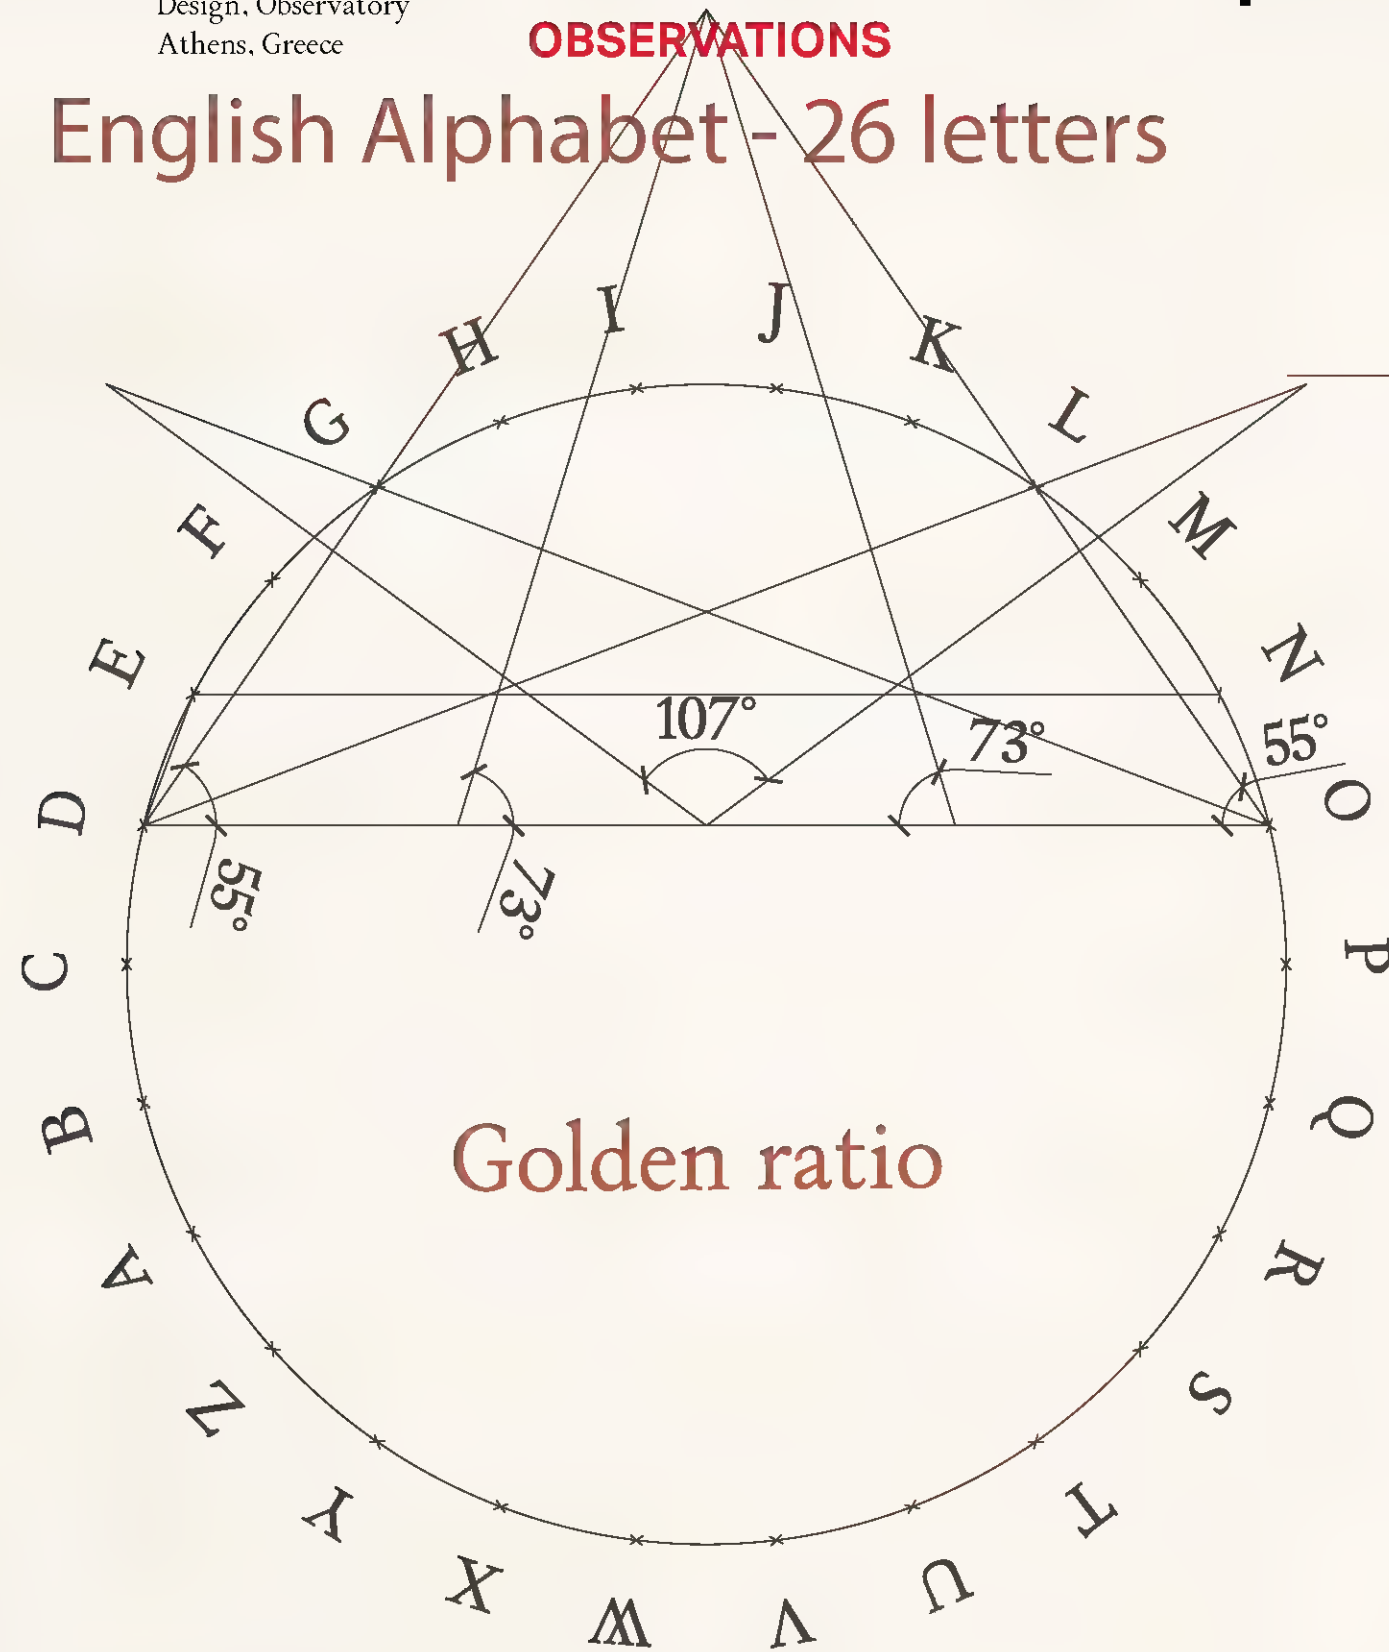 Design, Observatory
Athens, Greece
OBSERVATIONS
English Alphabet - 26 letters
H
I
J
K
G
L
F
M
E
N
107°
73°
55°
D
O
55°
73°
C
P
B
Q
Golden ratio
A
R
Z
S
Y
T
X
U
W
V